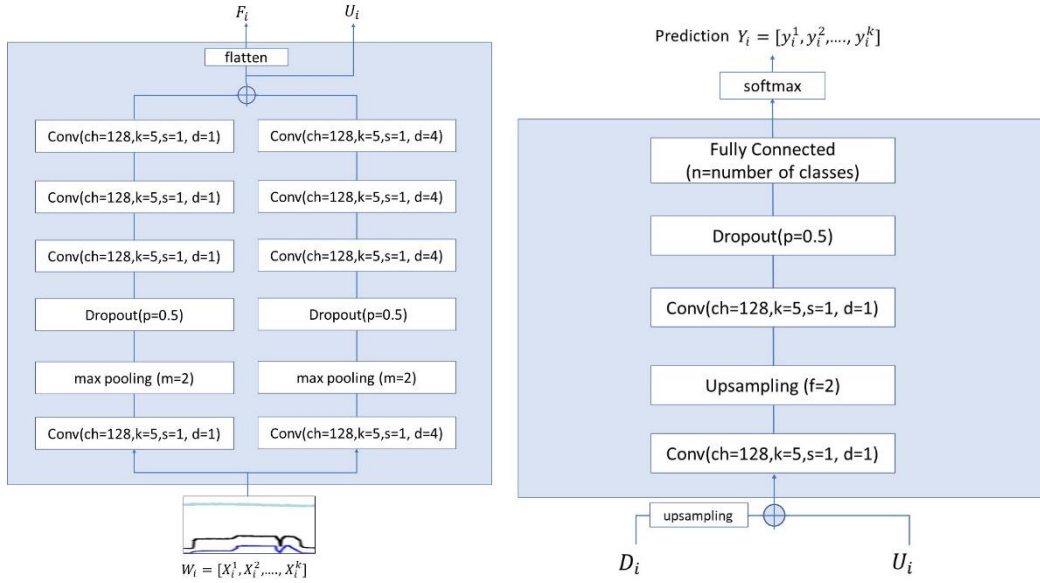 F_i
U_i
flatten
Conv(ch=128,k=5,s=1, d=1)
Conv(ch=128,k=5,s=1, d=4)
Conv(ch=128,k=5,s=1, d=1)
Conv(ch=128,k=5,s=1, d=4)
Conv(ch=128,k=5,s=1, d=1)
Conv(ch=128,k=5,s=1, d=4)
Dropout(p=0.5)
Dropout(p=0.5)
max pooling (m=2)
max pooling (m=2)
Conv(ch=128,k=5,s=1, d=1)
Conv(ch=128,k=5,s=1, d=4)
W_i = [X_i^1, X_i^2,...., X_i^k]
Prediction Y_i = [y_i^1, y_i^2,...., y_i^k]
softmax
Fully Connected
(n=number of classes)
Dropout(p=0.5)
Conv(ch=128,k=5,s=1, d=1)
Upsampling (f=2)
Conv(ch=128,k=5,s=1, d=1)
upsampling
D_i
U_i